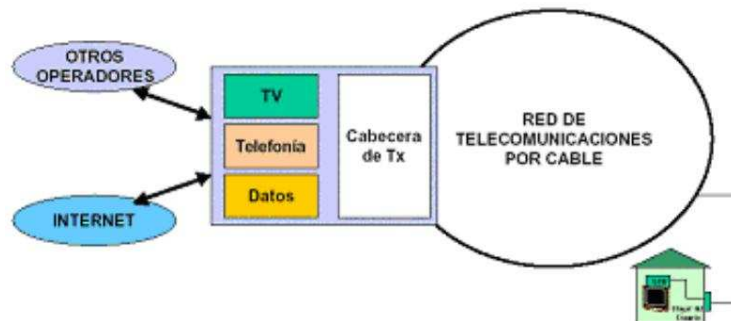 OTROS
OPERADORES
TV
Telefonía
Datos
Cabecera
de Tx
RED DE
TELECOMUNICACIONES
POR CABLE
INTERNET